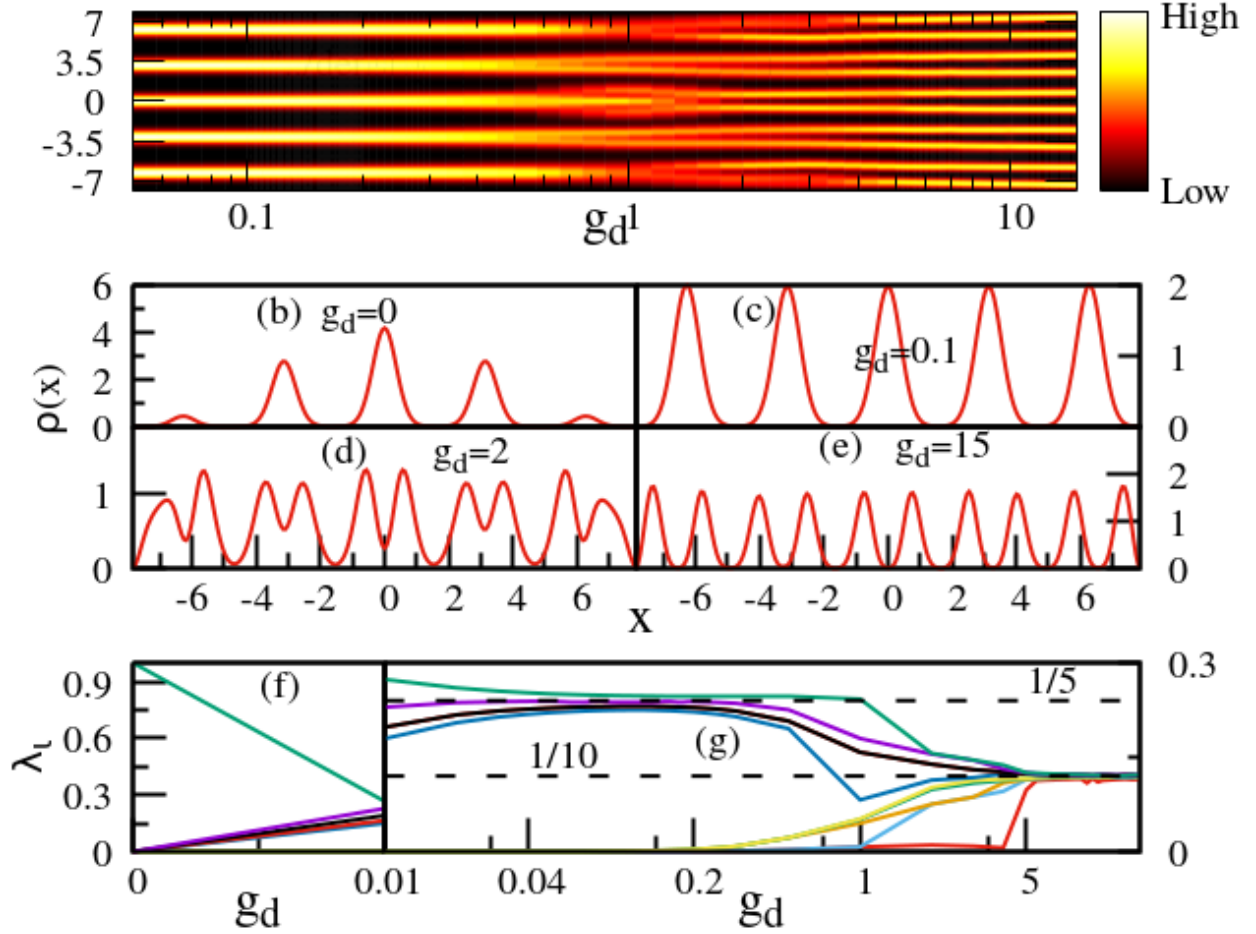 7
3.5
0
-3.5
-7
High
Low
0.1 g_d 1 10
6
4
2
0
ρ(x)
(b) g_d=0
(c)
g_d=0.1
2
1
0
(d) g_d=2
(e) g_d=15
1
0
2
1
0
-6 -4 -2 0 2 4 6
-6 -4 -2 0 2 4 6
x
0.9
0.6
0.3
0
λ_ι
(f)
1/5
(g)
1/10
0.3
0
0 0.01 0.04 0.2 1 5
g_d g_d